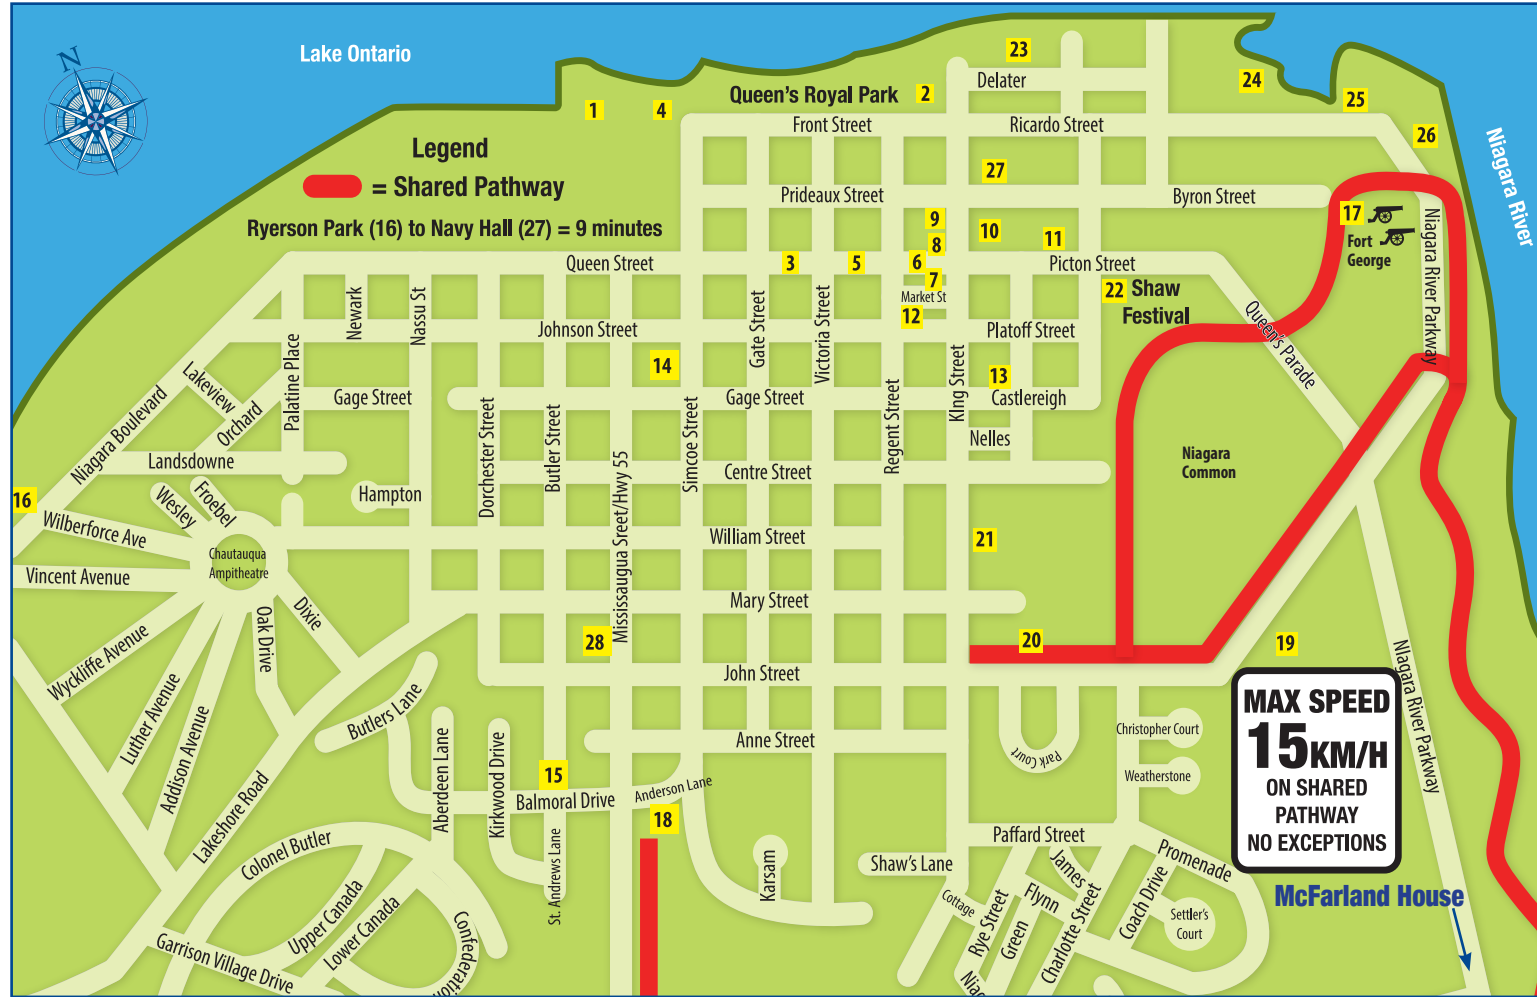 N
Lake Ontario
23
Delater
24
2
Queen's Royal Park
1
4
25
Front Street
Ricardo Street
26
Niagara River
Legend
= Shared Pathway
27
Prideaux Street
Byron Street
Ryerson Park (16) to Navy Hall (27) = 9 minutes
9
10
11
8
17
Fort
George
Niagara River Parkway
Queen Street
3
5
6
Picton Street
7
Market St
22
Shaw
Festival
12
Newark
Nassu St
Johnson Street
Gate Street
Victoria Street
Platoff Street
Queen's Parade
Palatine Place
14
KIng Street
13
Castlereigh
Lakeview
Orchard
Gage Street
Gage Street
Niagara Boulevard
Dorchester Street
Butler Street
Mississaugua Sreet/Hwy 55
Simcoe Street
Regent Street
Nelles
Landsdowne
Centre Street
Niagara
Common
Hampton
16
Wesley
Froebel
Wilberforce Ave
William Street
21
Chautauqua
Ampitheatre
Vincent Avenue
Mary Street
Oak Drive
Dixie
28
20
19
Wyckliffe Avenue
John Street
NIagara River Parkway
MAX SPEED
15KM/H
ON SHARED
PATHWAY
NO EXCEPTIONS
Luther Avenue
Addison Avenue
Butlers Lane
Anne Street
Park Court
Christopher Court
Weatherstone
Aberdeen Lane
Kirkwood Drive
15
Balmoral Drive
Anderson Lane
18
Lakeshore Road
Colonel Butler
St. Andrews Lane
Karsam
Shaw's Lane
Paffard Street
James
Promenade
Cottage
Rye Street
Flynn
Green
Charlotte Street
Coach Drive
Settler's
Court
McFarland House
Upper Canada
Lower Canada
Garrison Village Drive